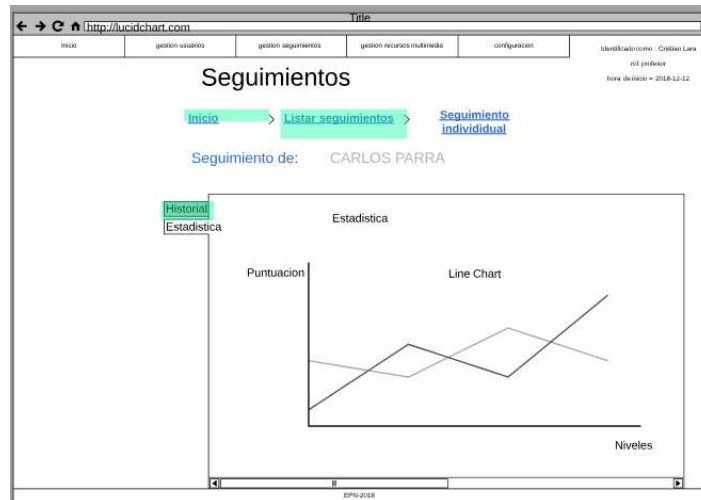 Title
http://lucidchart.com
Inicio
gestion usuarios
gestion seguimientos
gestion recursos multimedia
configuracion
Identificado como : Cristian Lara
rol: profesor
hora de inicio = 2018-12-12
Seguimientos
Inicio > Listar seguimientos > Seguimiento
individidual
Seguimiento de: CARLOS PARRA
Historial
Estadistica
Estadistica
Puntuacion
Line Chart
Niveles
EPN-2018